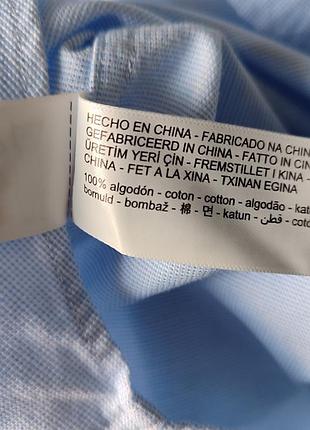 HECHO EN CHINA - FABRICADO NA CHIN
GEFABRICEERD IN CHINA - FATTO IN CIN
ÜRETİM YERİ ÇİN - FREMSTILLET I KINA -
CHINA - FET A LA XINA - TXINAN EGINA
100% algodón - coton - cotton - algodão - kat
bomuld - bombaž - 棉 - 면 - katun - قطن - coto